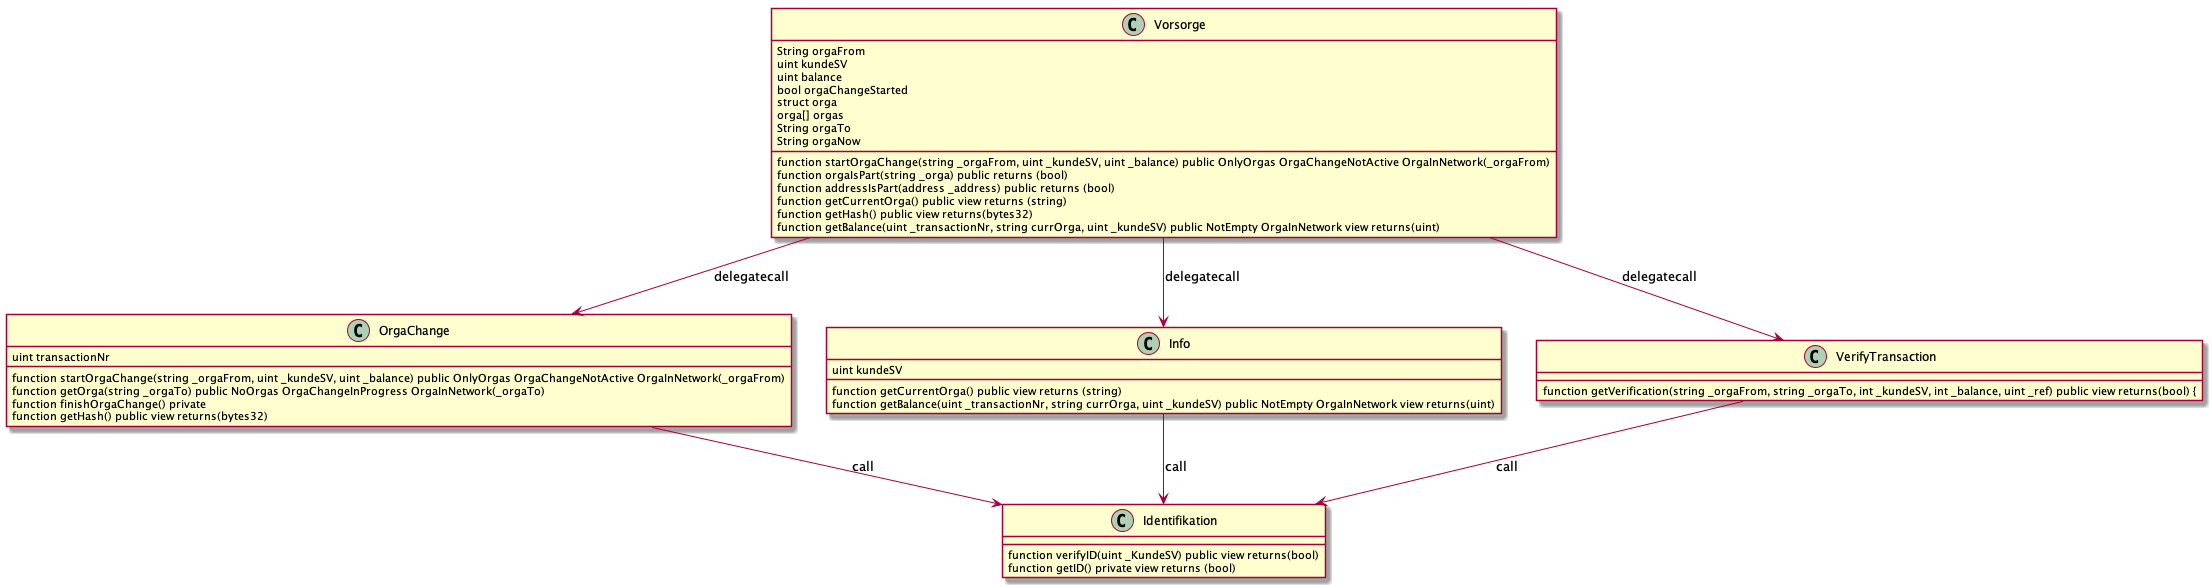 C Vorsorge
String orgaFrom
uint kundeSV
uint balance
bool orgaChangeStarted
struct orga
orga[] orgas
String orgaTo
String orgaNow
function startOrgaChange(string _orgaFrom, uint _kundeSV, uint _balance) public OnlyOrgas OrgaChangeNotActive OrgaInNetwork(_orgaFrom)
function orgaIsPart(string _orga) public returns (bool)
function addressIsPart(address _address) public returns (bool)
function getCurrentOrga() public view returns (string)
function getHash() public view returns(bytes32)
function getBalance(uint _transactionNr, string currOrga, uint _kundeSV) public NotEmpty OrgaInNetwork view returns(uint)
delegatecall
delegatecall
delegatecall
C OrgaChange
uint transactionNr
function startOrgaChange(string _orgaFrom, uint _kundeSV, uint _balance) public OnlyOrgas OrgaChangeNotActive OrgaInNetwork(_orgaFrom)
function getOrga(string _orgaTo) public NoOrgas OrgaChangeInProgress OrgaInNetwork(_orgaTo)
function finishOrgaChange() private
function getHash() public view returns(bytes32)
C Info
uint kundeSV
function getCurrentOrga() public view returns (string)
function getBalance(uint _transactionNr, string currOrga, uint _kundeSV) public NotEmpty OrgaInNetwork view returns(uint)
C VerifyTransaction
function getVerification(string _orgaFrom, string _orgaTo, int _kundeSV, int _balance, uint _ref) public view returns(bool) {
call
call
call
C Identifikation
function verifyID(uint _KundeSV) public view returns(bool)
function getID() private view returns (bool)